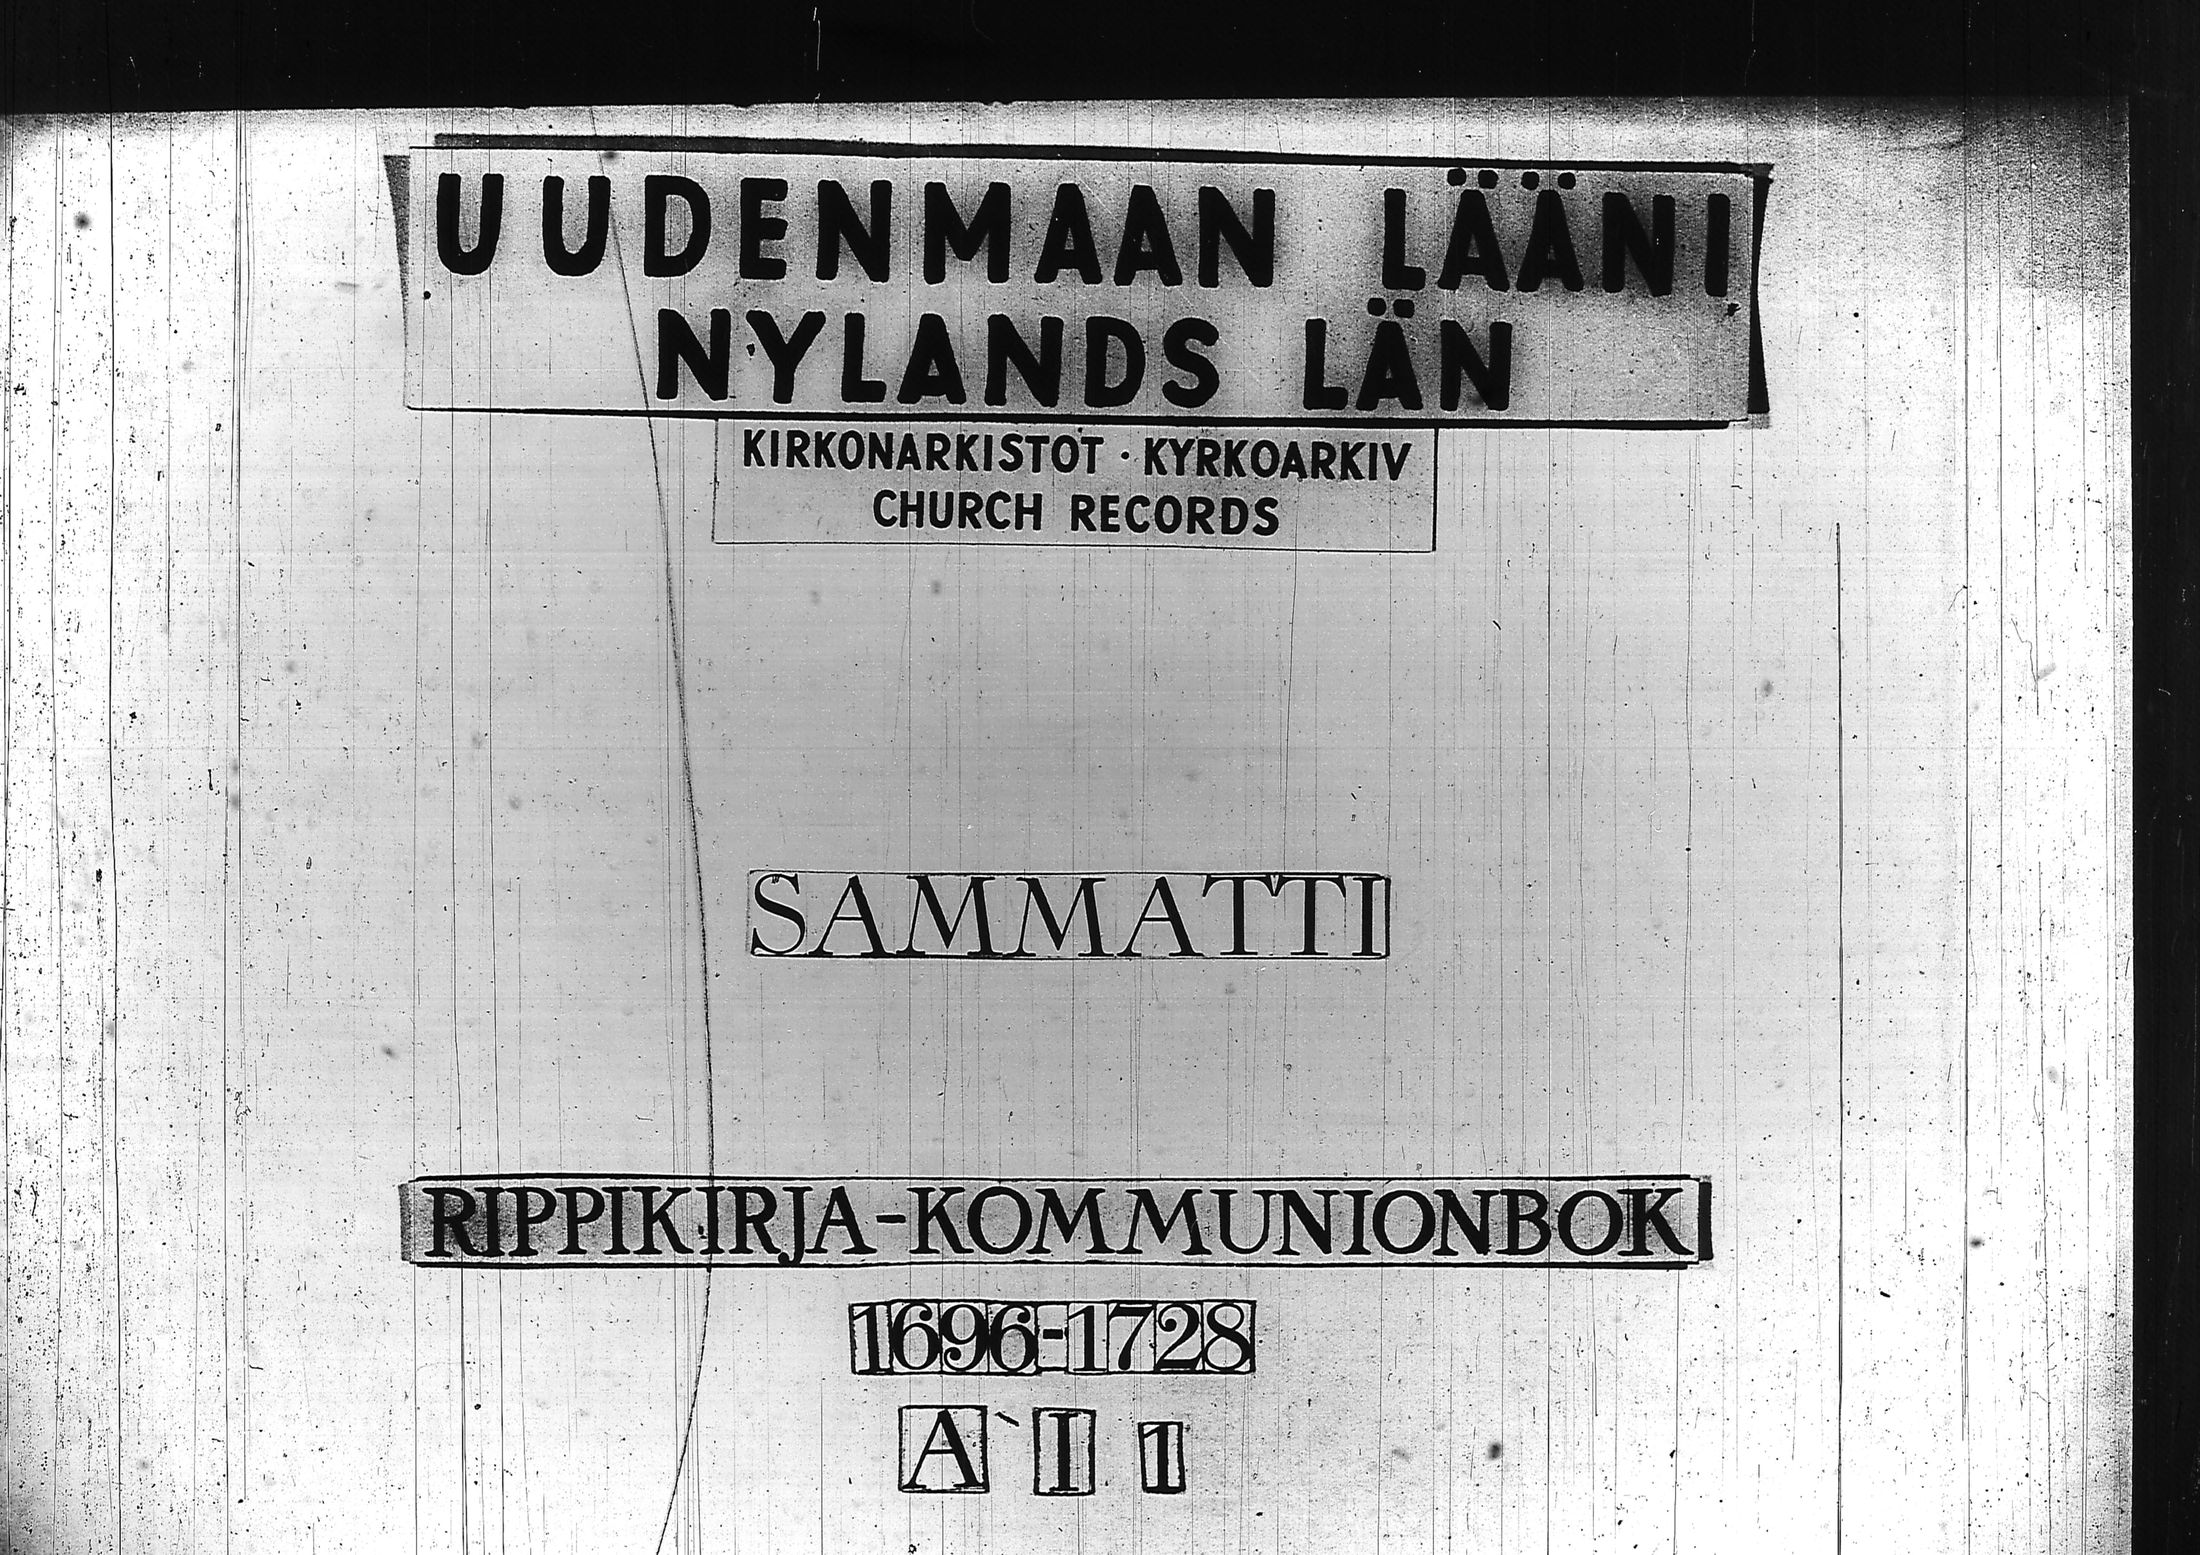 UUDENMAAN LÄÄNI
NYLANDS LÄN
KIRKONARKISTOT · KYRKOARKIV
CHURCH RECORDS
SAMMATTI
RIPPIKIRJA-KOMMUNIONBOK
1696-1728
A I 1